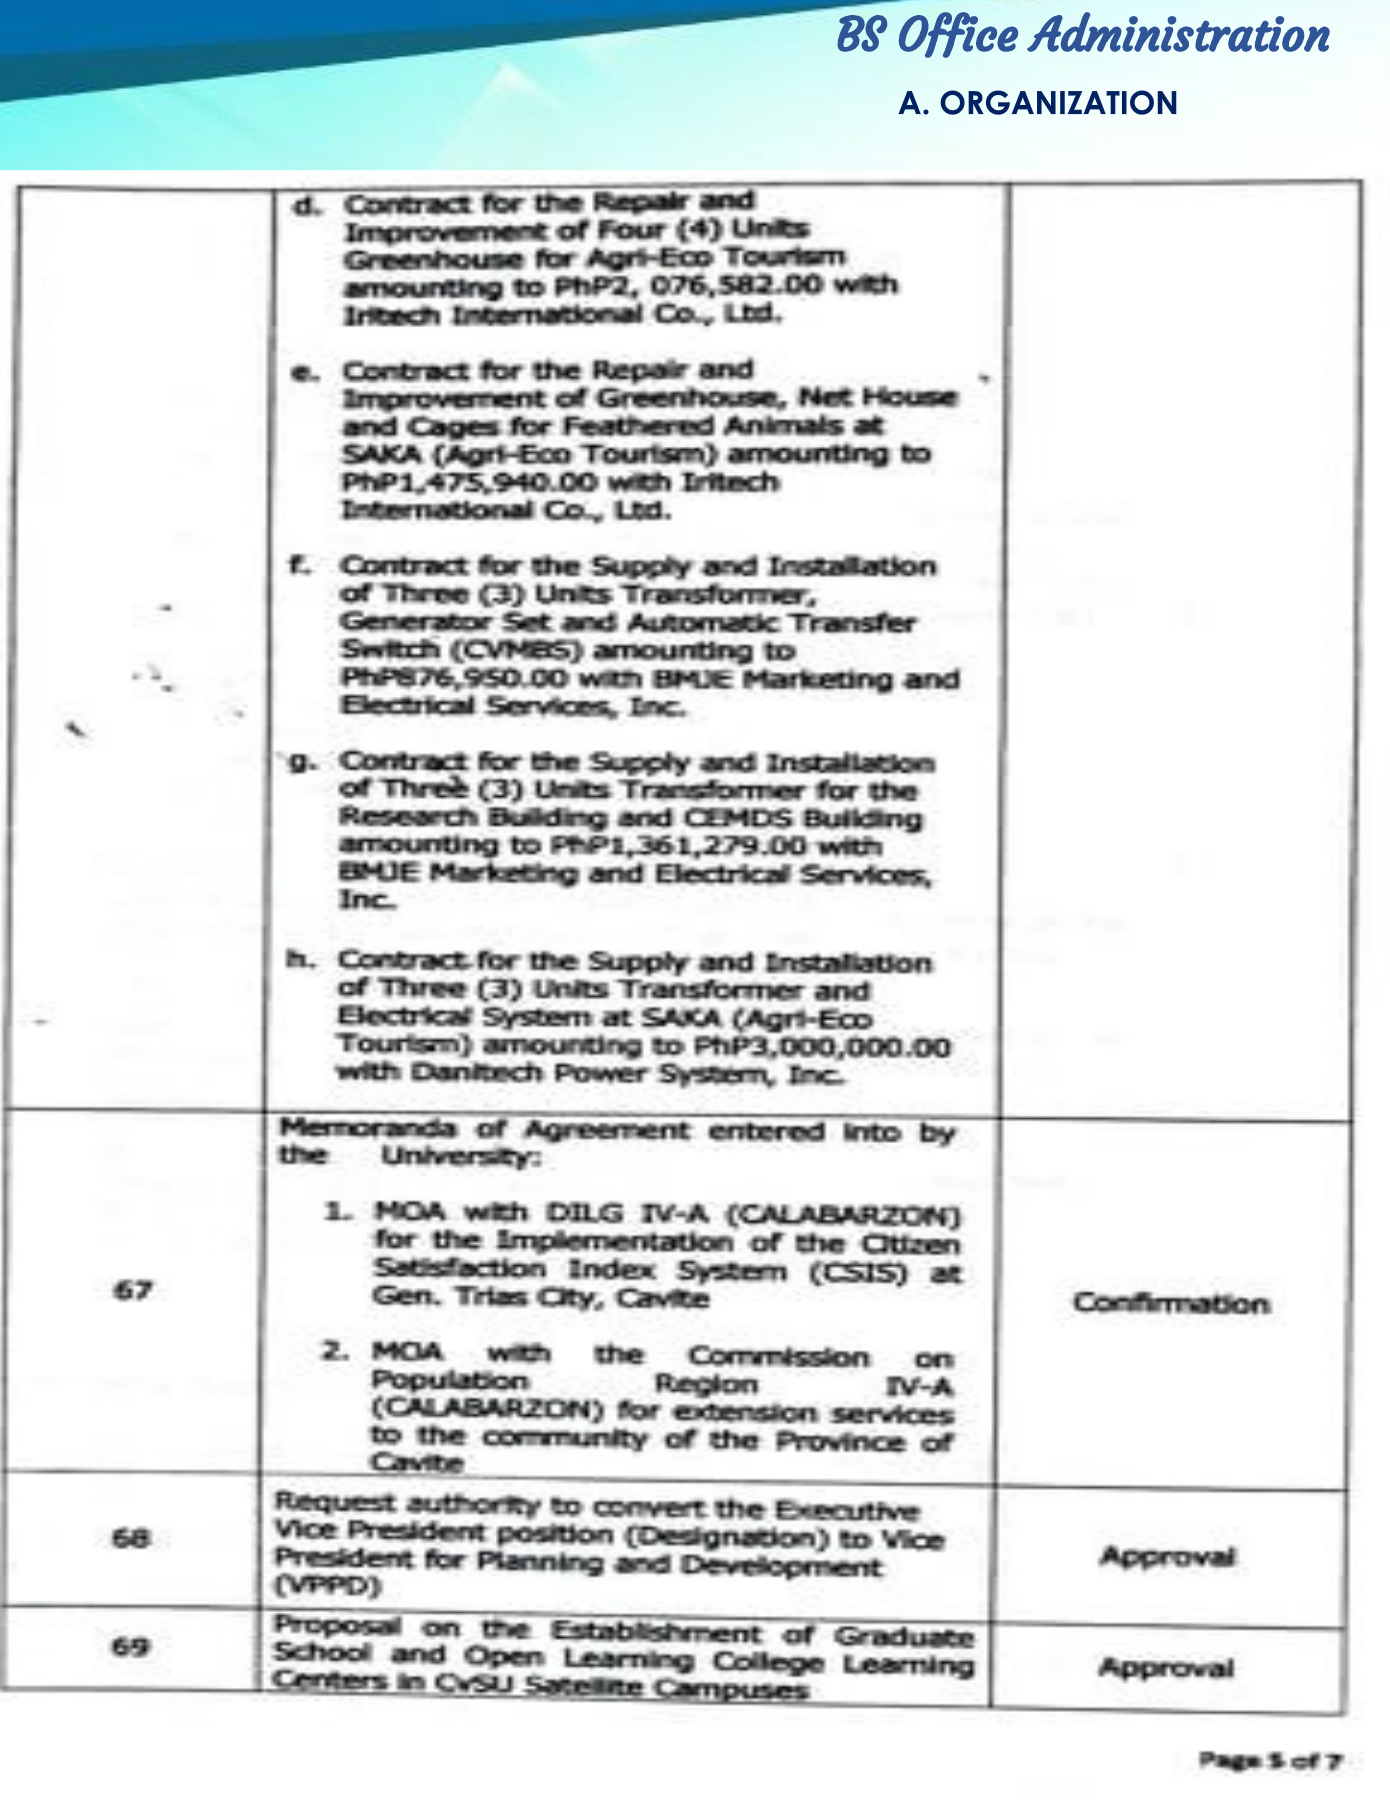 BS Office Administration
A. ORGANIZATION
d. Contract for the Repair and
Improvement of Four (4) Units
Greenhouse for Agri-Eco Tourism
amounting to PhP2, 076,582.00 with
Iritech International Co., Ltd.
e. Contract for the Repair and
Improvement of Greenhouse, Net House
and Cages for Feathered Animals at
SAKA (Agri-Eco Tourism) amounting to
PhP1,475,940.00 with Iritech
International Co., Ltd.
f. Contract for the Supply and Installation
of Three (3) Units Transformer,
Generator Set and Automatic Transfer
Switch (CVMBS) amounting to
PhP876,950.00 with BMJE Marketing and
Electrical Services, Inc.
g. Contract for the Supply and Installation
of Three (3) Units Transformer for the
Research Building and CEMDS Building
amounting to PhP1,361,279.00 with
BMJE Marketing and Electrical Services,
Inc.
h. Contract for the Supply and Installation
of Three (3) Units Transformer and
Electrical System at SAKA (Agri-Eco
Tourism) amounting to PhP3,000,000.00
with Danitech Power System, Inc.
67
Memoranda of Agreement entered into by
the University:
1. MOA with DILG IV-A (CALABARZON)
for the Implementation of the Citizen
Satisfaction Index System (CSIS) at
Gen. Trias City, Cavite
2. MOA with the Commission on
Population Region IV-A
(CALABARZON) for extension services
to the community of the Province of
Cavite
Confirmation
68
Request authority to convert the Executive
Vice President position (Designation) to Vice
President for Planning and Development
(VPPD)
Approval
69
Proposal on the Establishment of Graduate
School and Open Learning College Learning
Centers in CvSU Satellite Campuses
Approval
Page 5 of 7